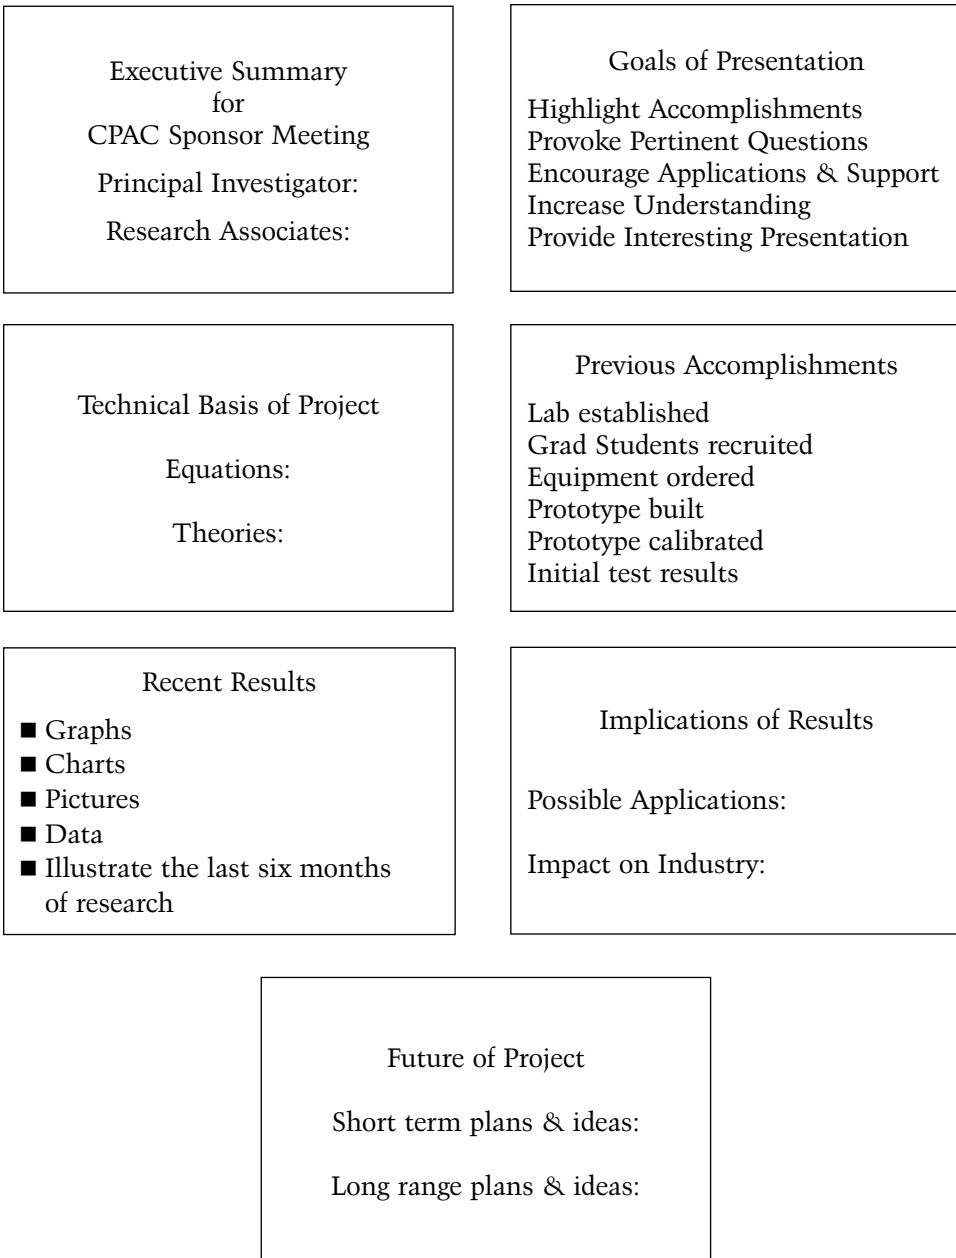 Executive Summary
for
CPAC Sponsor Meeting
Principal Investigator:
Research Associates:
Goals of Presentation
Highlight Accomplishments
Provoke Pertinent Questions
Encourage Applications & Support
Increase Understanding
Provide Interesting Presentation
Technical Basis of Project
Equations:
Theories:
Previous Accomplishments
Lab established
Grad Students recruited
Equipment ordered
Prototype built
Prototype calibrated
Initial test results
Recent Results
■ Graphs
■ Charts
■ Pictures
■ Data
■ Illustrate the last six months
of research
Implications of Results
Possible Applications:
Impact on Industry:
Future of Project
Short term plans & ideas:
Long range plans & ideas: